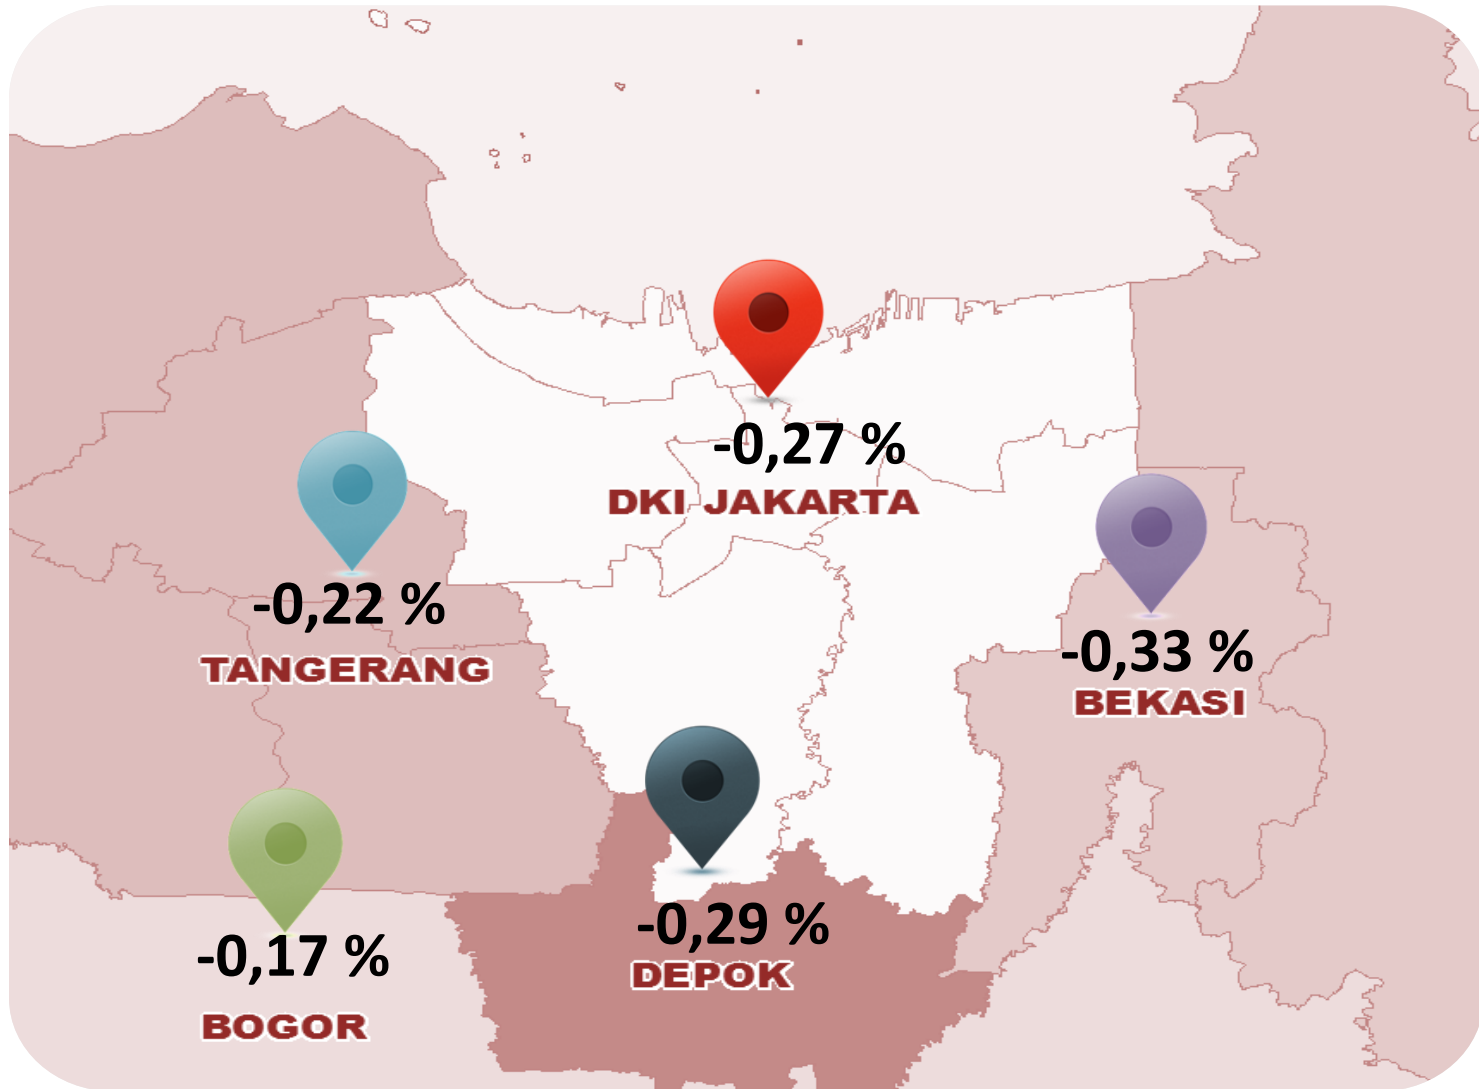 -0,27 %
DKI JAKARTA
-0,22 %
TANGERANG
-0,33 %
BEKASI
-0,29 %
DEPOK
-0,17 %
BOGOR